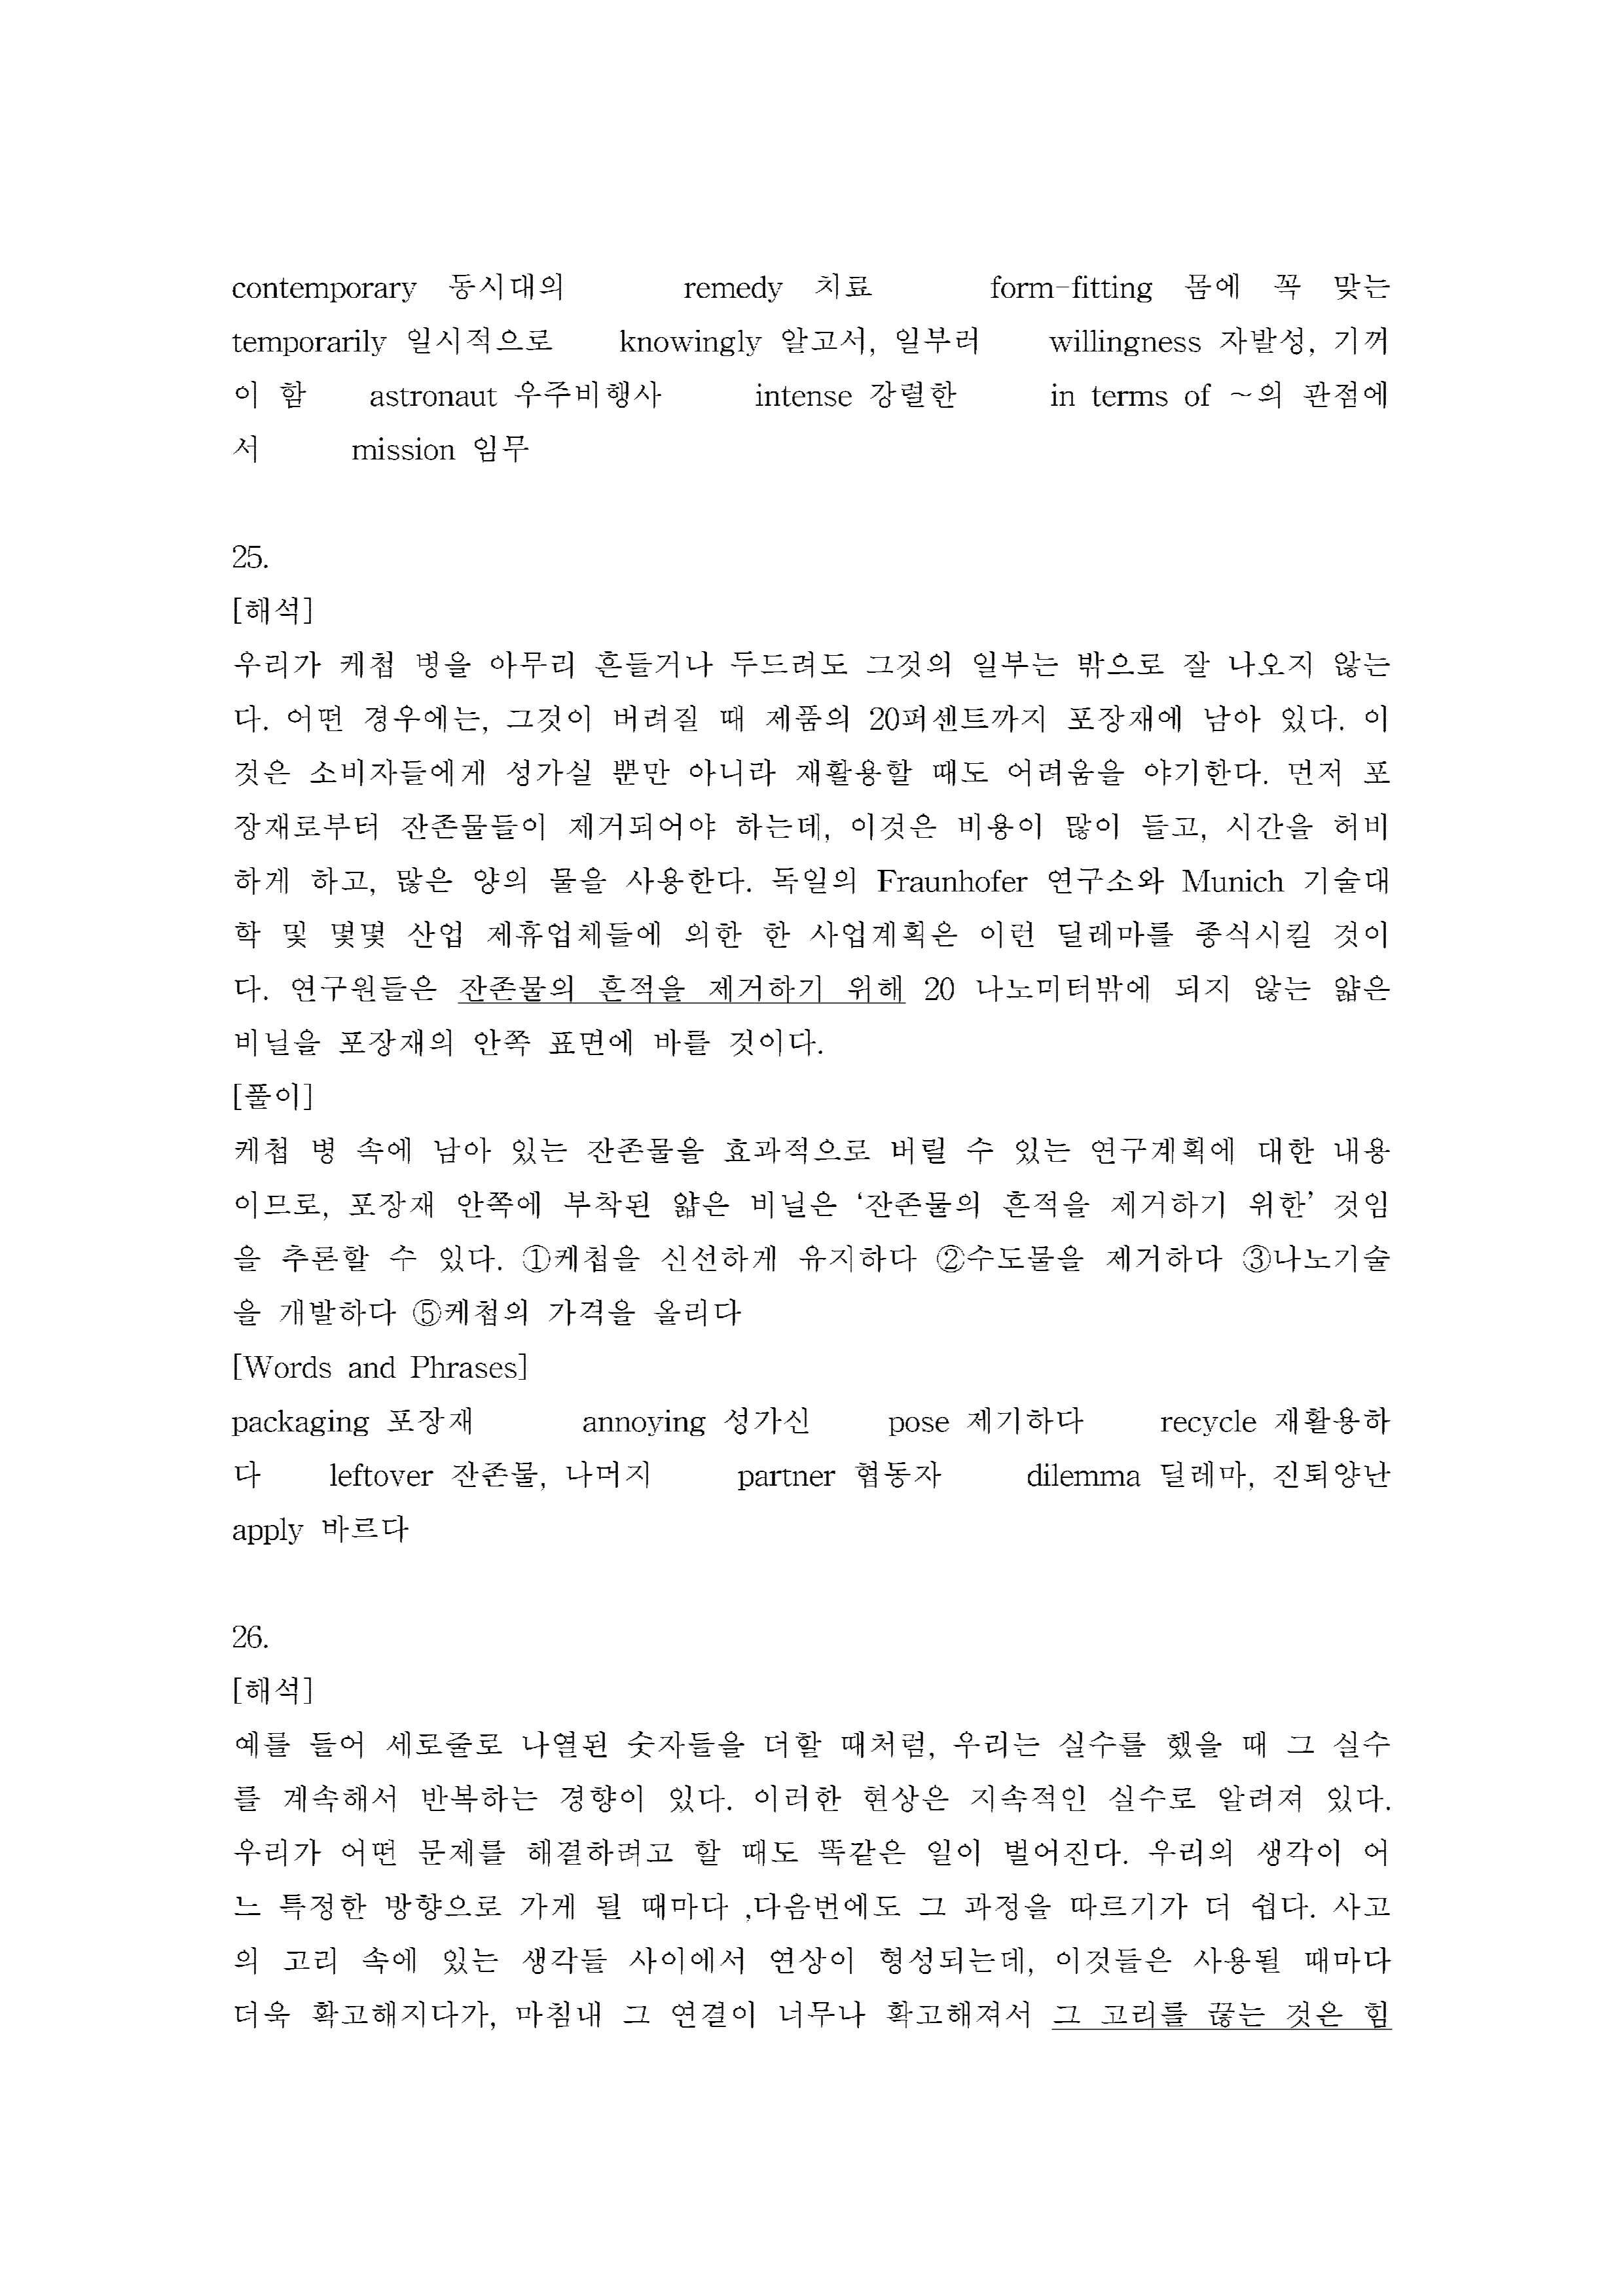 contemporary 동시대의 remedy 치료 form-fitting 몸에 꼭 맞는
temporarily 일시적으로 knowingly 알고서, 일부러 willingness 자발성, 기꺼
이 함 astronaut 우주비행사 intense 강렬한 in terms of ~의 관점에
서 mission 임무
25.
[해석]
우리가 케첩 병을 아무리 흔들거나 두드려도 그것의 일부는 밖으로 잘 나오지 않는
다. 어떤 경우에는, 그것이 버려질 때 제품의 20퍼센트까지 포장재에 남아 있다. 이
것은 소비자들에게 성가실 뿐만 아니라 재활용할 때도 어려움을 야기한다. 먼저 포
장재로부터 잔존물들이 제거되어야 하는데, 이것은 비용이 많이 들고, 시간을 허비
하게 하고, 많은 양의 물을 사용한다. 독일의 Fraunhofer 연구소와 Munich 기술대
학 및 몇몇 산업 제휴업체들에 의한 한 사업계획은 이런 딜레마를 종식시킬 것이
다. 연구원들은 잔존물의 흔적을 제거하기 위해 20 나노미터밖에 되지 않는 얇은
비닐을 포장재의 안쪽 표면에 바를 것이다.
[풀이]
케첩 병 속에 남아 있는 잔존물을 효과적으로 버릴 수 있는 연구계획에 대한 내용
이므로, 포장재 안쪽에 부착된 얇은 비닐은 ‘잔존물의 흔적을 제거하기 위한’ 것임
을 추론할 수 있다. ①케첩을 신선하게 유지하다 ②수도물을 제거하다 ③나노기술
을 개발하다 ⑤케첩의 가격을 올리다
[Words and Phrases]
packaging 포장재 annoying 성가신 pose 제기하다 recycle 재활용하
다 leftover 잔존물, 나머지 partner 협동자 dilemma 딜레마, 진퇴양난
apply 바르다
26.
[해석]
예를 들어 세로줄로 나열된 숫자들을 더할 때처럼, 우리는 실수를 했을 때 그 실수
를 계속해서 반복하는 경향이 있다. 이러한 현상은 지속적인 실수로 알려져 있다.
우리가 어떤 문제를 해결하려고 할 때도 똑같은 일이 벌어진다. 우리의 생각이 어
느 특정한 방향으로 가게 될 때마다 ,다음번에도 그 과정을 따르기가 더 쉽다. 사고
의 고리 속에 있는 생각들 사이에서 연상이 형성되는데, 이것들은 사용될 때마다
더욱 확고해지다가, 마침내 그 연결이 너무나 확고해져서 그 고리를 끊는 것은 힘